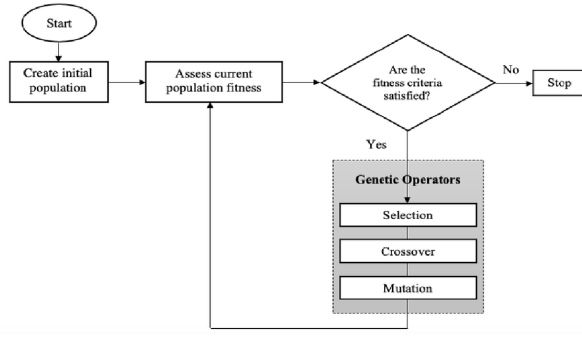 Start
Create initial
population
Assess current
population fitness
Are the
fitness criteria
satisfied?
No
Stop
Yes
Genetic Operators
Selection
Crossover
Mutation